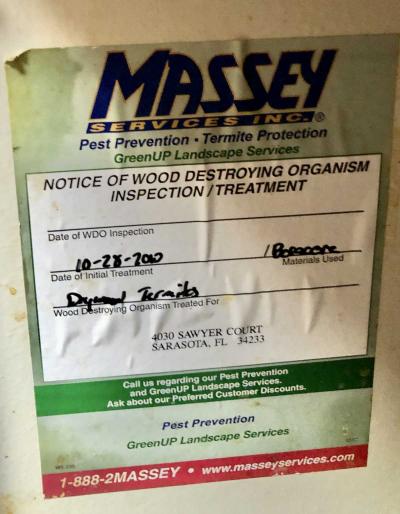 MASSEY
SERVICES INC.®
Pest Prevention • Termite Protection
GreenUP Landscape Services
NOTICE OF WOOD DESTROYING ORGANISM
INSPECTION / TREATMENT
Date of WDO Inspection
10-28-2010 / Boracare
Date of Initial Treatment Materials Used
Drywood Termites
Wood Destroying Organism Treated For
4030 SAWYER COURT
SARASOTA, FL 34233
Call us regarding our Pest Prevention
and GreenUP Landscape Services.
Ask about our Preferred Customer Discounts.
Pest Prevention
GreenUP Landscape Services
1-888-2MASSEY • www.masseyservices.com